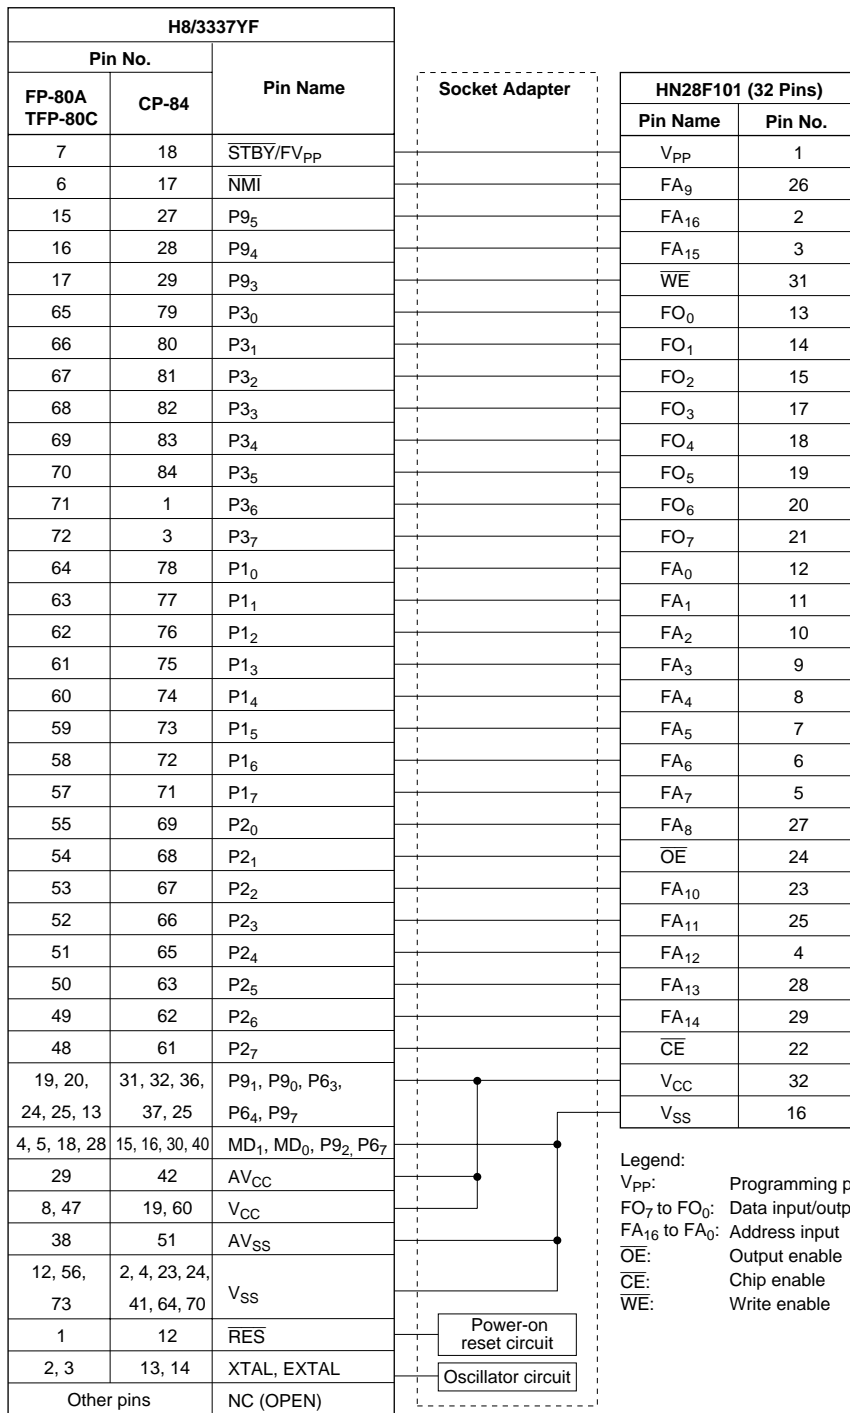 H8/3337YF
Pin No.
Pin Name
FP-80A
TFP-80C
CP-84
Socket Adapter
HN28F101 (32 Pins)
Pin Name Pin No.
7 18 S̅T̅B̅Y̅/FVPP VPP 1
6 17 N̅M̅I̅ FA9 26
15 27 P95 FA16 2
16 28 P94 FA15 3
17 29 P93 W̅E̅ 31
65 79 P30 FO0 13
66 80 P31 FO1 14
67 81 P32 FO2 15
68 82 P33 FO3 17
69 83 P34 FO4 18
70 84 P35 FO5 19
71 1 P36 FO6 20
72 3 P37 FO7 21
64 78 P10 FA0 12
63 77 P11 FA1 11
62 76 P12 FA2 10
61 75 P13 FA3 9
60 74 P14 FA4 8
59 73 P15 FA5 7
58 72 P16 FA6 6
57 71 P17 FA7 5
55 69 P20 FA8 27
54 68 P21 O̅E̅ 24
53 67 P22 FA10 23
52 66 P23 FA11 25
51 65 P24 FA12 4
50 63 P25 FA13 28
49 62 P26 FA14 29
48 61 P27 C̅E̅ 22
19, 20, 31, 32, 36, P91, P90, P63, VCC 32
24, 25, 13 37, 25 P64, P97 VSS 16
4, 5, 18, 28 15, 16, 30, 40 MD1, MD0, P92, P67
29 42 AVCC
8, 47 19, 60 VCC
38 51 AVSS
12, 56, 2, 4, 23, 24,
73 41, 64, 70 VSS
1 12 R̅E̅S̅
Power-on
reset circuit
2, 3 13, 14 XTAL, EXTAL
Oscillator circuit
Other pins NC (OPEN)
Legend:
VPP: Programming p
FO7 to FO0: Data input/outp
FA16 to FA0: Address input
O̅E̅: Output enable
C̅E̅: Chip enable
W̅E̅: Write enable